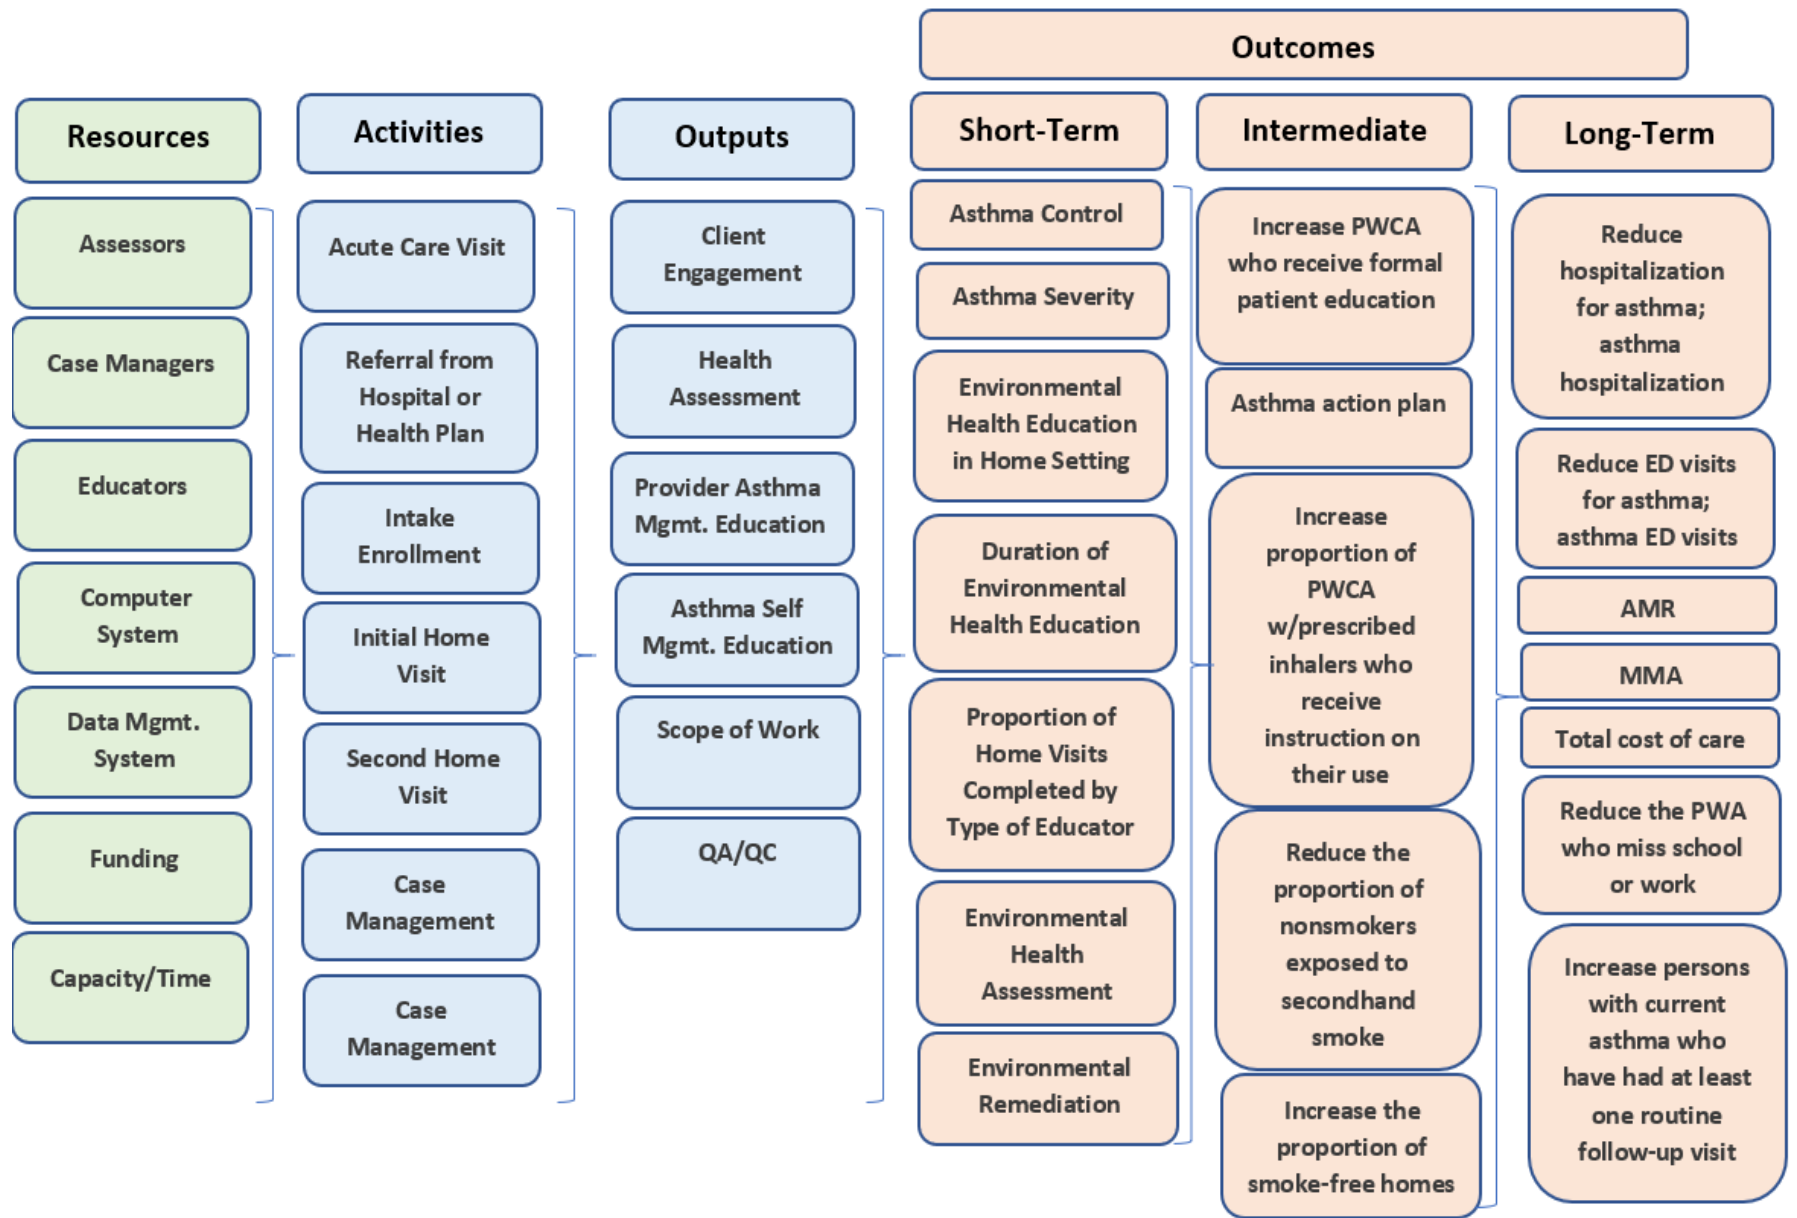 Outcomes
Resources
Activities
Outputs
Short-Term
Intermediate
Long-Term
Assessors
Case Managers
Educators
Computer
System
Data Mgmt.
System
Funding
Capacity/Time
Acute Care Visit
Referral from
Hospital or
Health Plan
Intake
Enrollment
Initial Home
Visit
Second Home
Visit
Case
Management
Case
Management
Client
Engagement
Health
Assessment
Provider Asthma
Mgmt. Education
Asthma Self
Mgmt. Education
Scope of Work
QA/QC
Asthma Control
Asthma Severity
Environmental
Health Education
in Home Setting
Duration of
Environmental
Health Education
Proportion of
Home Visits
Completed by
Type of Educator
Environmental
Health
Assessment
Environmental
Remediation
Increase PWCA
who receive formal
patient education
Asthma action plan
Increase
proportion of
PWCA
w/prescribed
inhalers who
receive
instruction on
their use
Reduce the
proportion of
nonsmokers
exposed to
secondhand
smoke
Increase the
proportion of
smoke-free homes
Reduce
hospitalization
for asthma;
asthma
hospitalization
Reduce ED visits
for asthma;
asthma ED visits
AMR
MMA
Total cost of care
Reduce the PWA
who miss school
or work
Increase persons
with current
asthma who
have had at least
one routine
follow-up visit